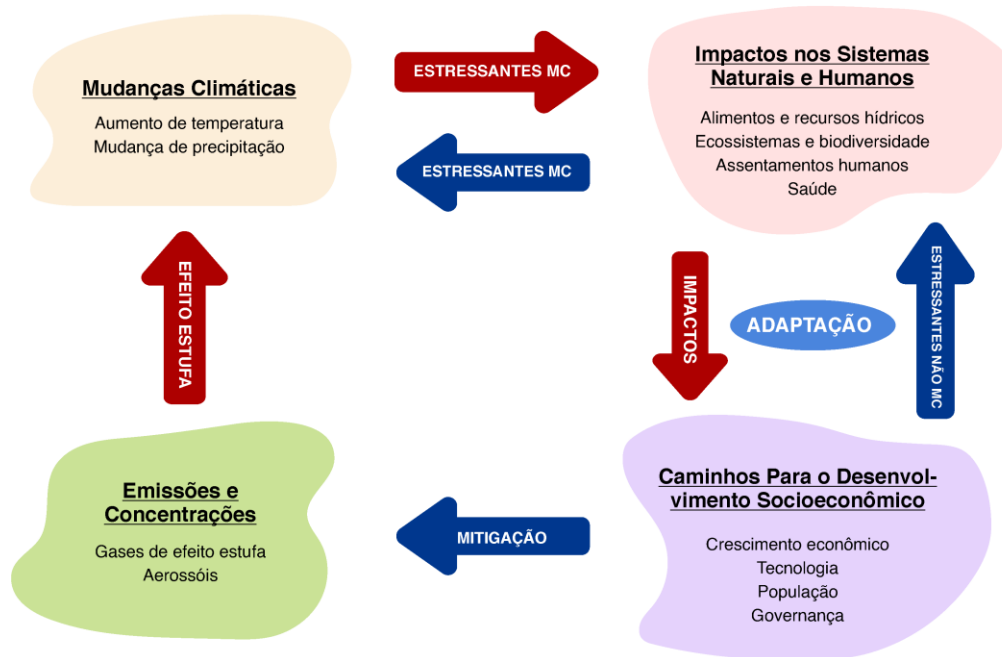 Mudanças Climáticas
Aumento de temperatura
Mudança de precipitação
ESTRESSANTES MC
ESTRESSANTES MC
Impactos nos Sistemas
Naturais e Humanos
Alimentos e recursos hídricos
Ecossistemas e biodiversidade
Assentamentos humanos
Saúde
EFEITO ESTUFA
IMPACTOS
ADAPTAÇÃO
ESTRESSANTES NÃO MC
Emissões e
Concentrações
Gases de efeito estufa
Aerossóis
MITIGAÇÃO
Caminhos Para o Desenvol-
vimento Socioeconômico
Crescimento econômico
Tecnologia
População
Governança